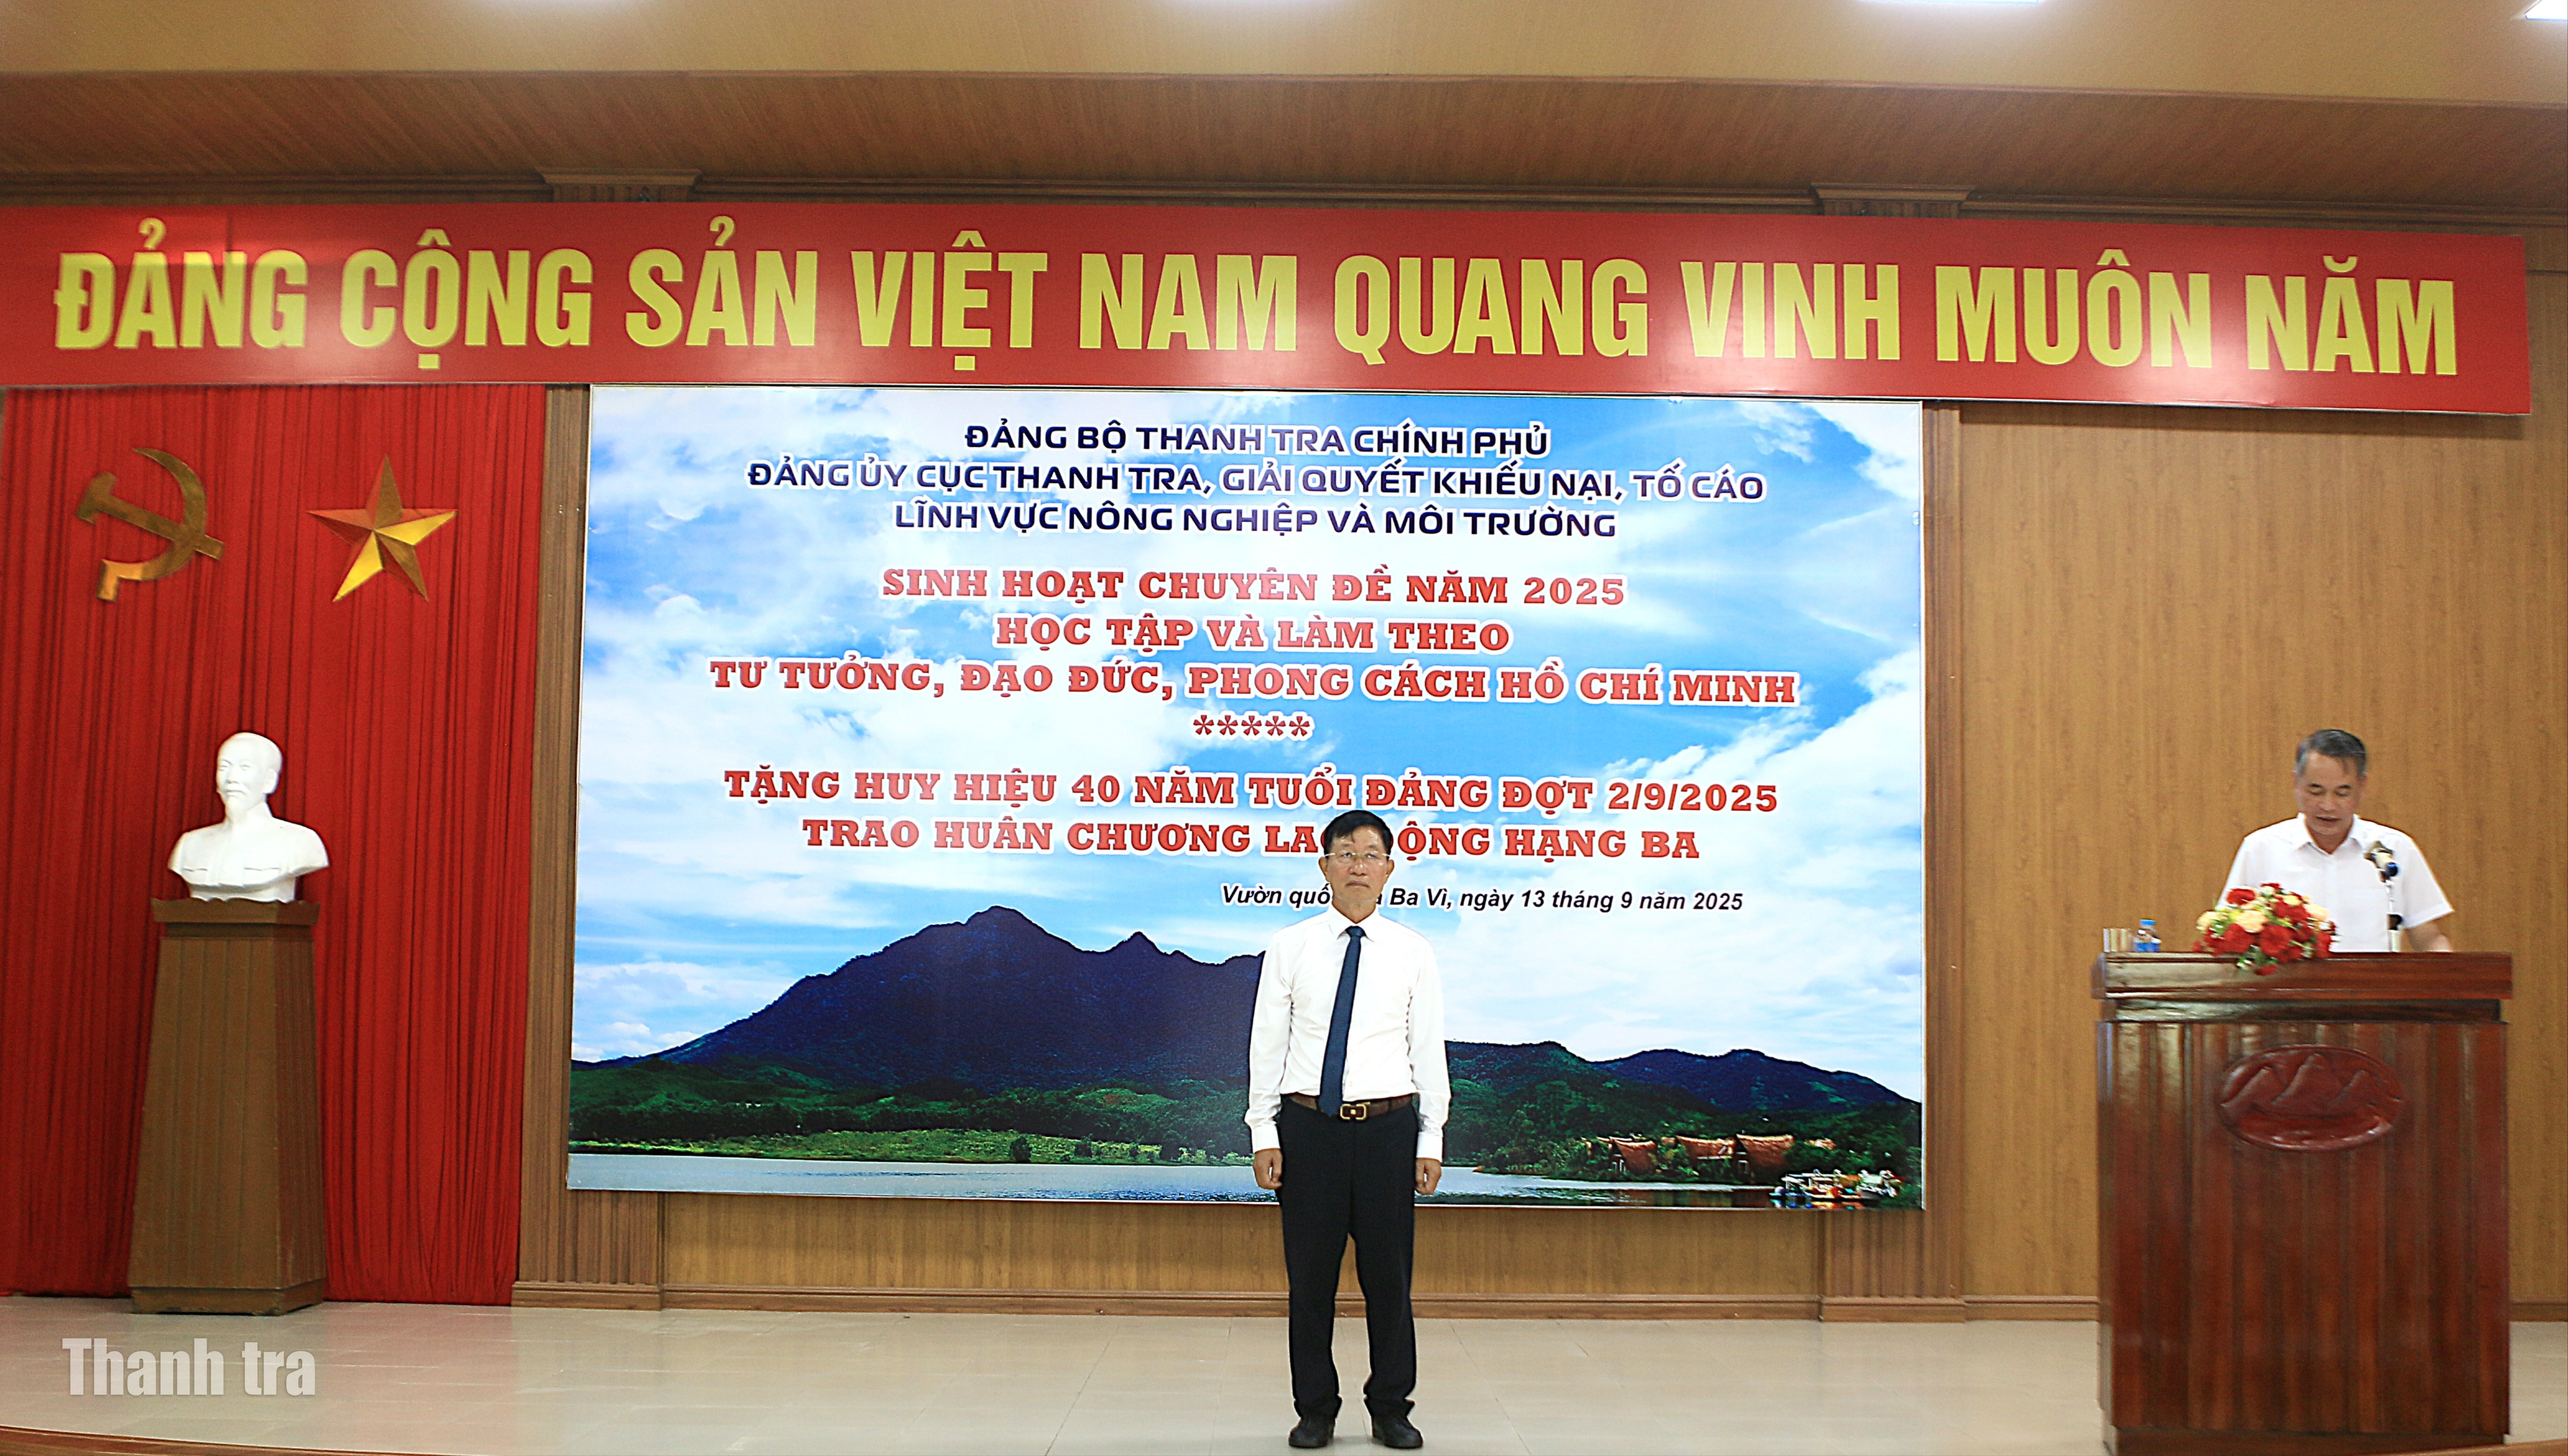 ĐẢNG CỘNG SẢN VIỆT NAM QUANG VINH MUÔN NĂM
ĐẢNG BỘ THANH TRA CHÍNH PHỦ
ĐẢNG ỦY CỤC THANH TRA, GIẢI QUYẾT KHIẾU NẠI, TỐ CÁO
LĨNH VỰC NÔNG NGHIỆP VÀ MÔI TRƯỜNG
SINH HOẠT CHUYÊN ĐỀ NĂM 2025
HỌC TẬP VÀ LÀM THEO
TƯ TƯỞNG, ĐẠO ĐỨC, PHONG CÁCH HỒ CHÍ MINH
*****
TẶNG HUY HIỆU 40 NĂM TUỔI ĐẢNG ĐỢT 2/9/2025
TRAO HUÂN CHƯƠNG LAO ĐỘNG HẠNG BA
Vườn quốc gia Ba Vì, ngày 13 tháng 9 năm 2025
Thanh tra